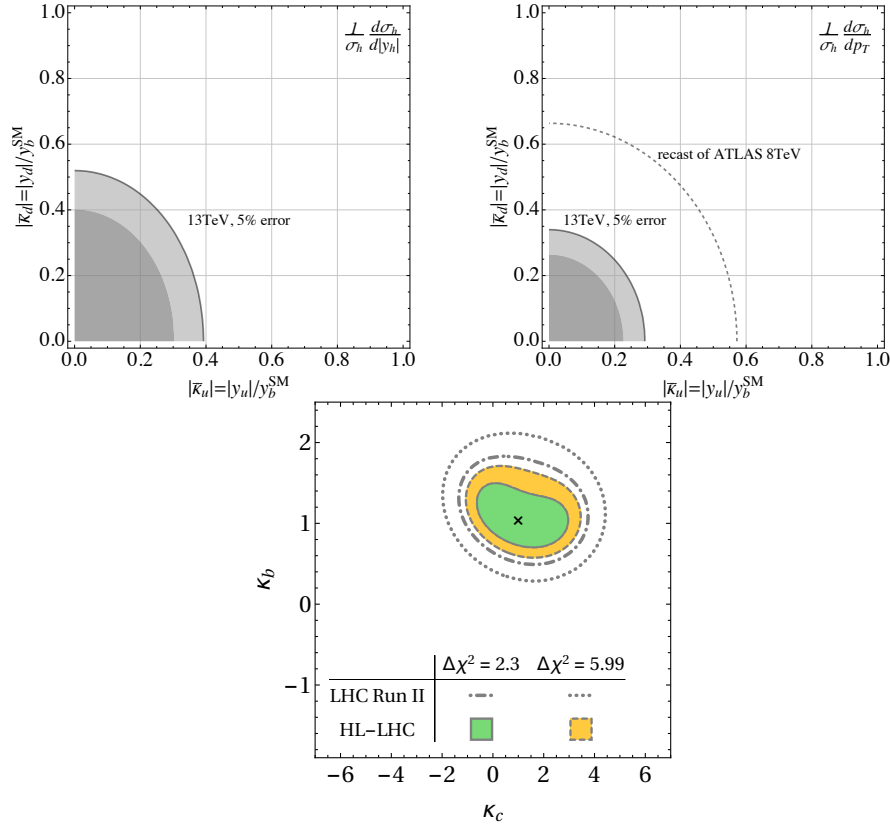 1/σ_h dσ_h/d|y_h|
|κ̄_d|=|y_d|/y_b^SM
1.0
0.8
0.6
0.4
0.2
0.0
13TeV, 5% error
0.0 0.2 0.4 0.6 0.8 1.0
|κ̄_u|=|y_u|/y_b^SM
1/σ_h dσ_h/dp_T
|κ̄_d|=|y_d|/y_b^SM
1.0
0.8
0.6
0.4
0.2
0.0
recast of ATLAS 8TeV
13TeV, 5% error
0.0 0.2 0.4 0.6 0.8 1.0
|κ̄_u|=|y_u|/y_b^SM
κ_b
2
1
0
−1
×
Δχ² = 2.3 Δχ² = 5.99
LHC Run II
HL−LHC
−6 −4 −2 0 2 4 6
κ_c